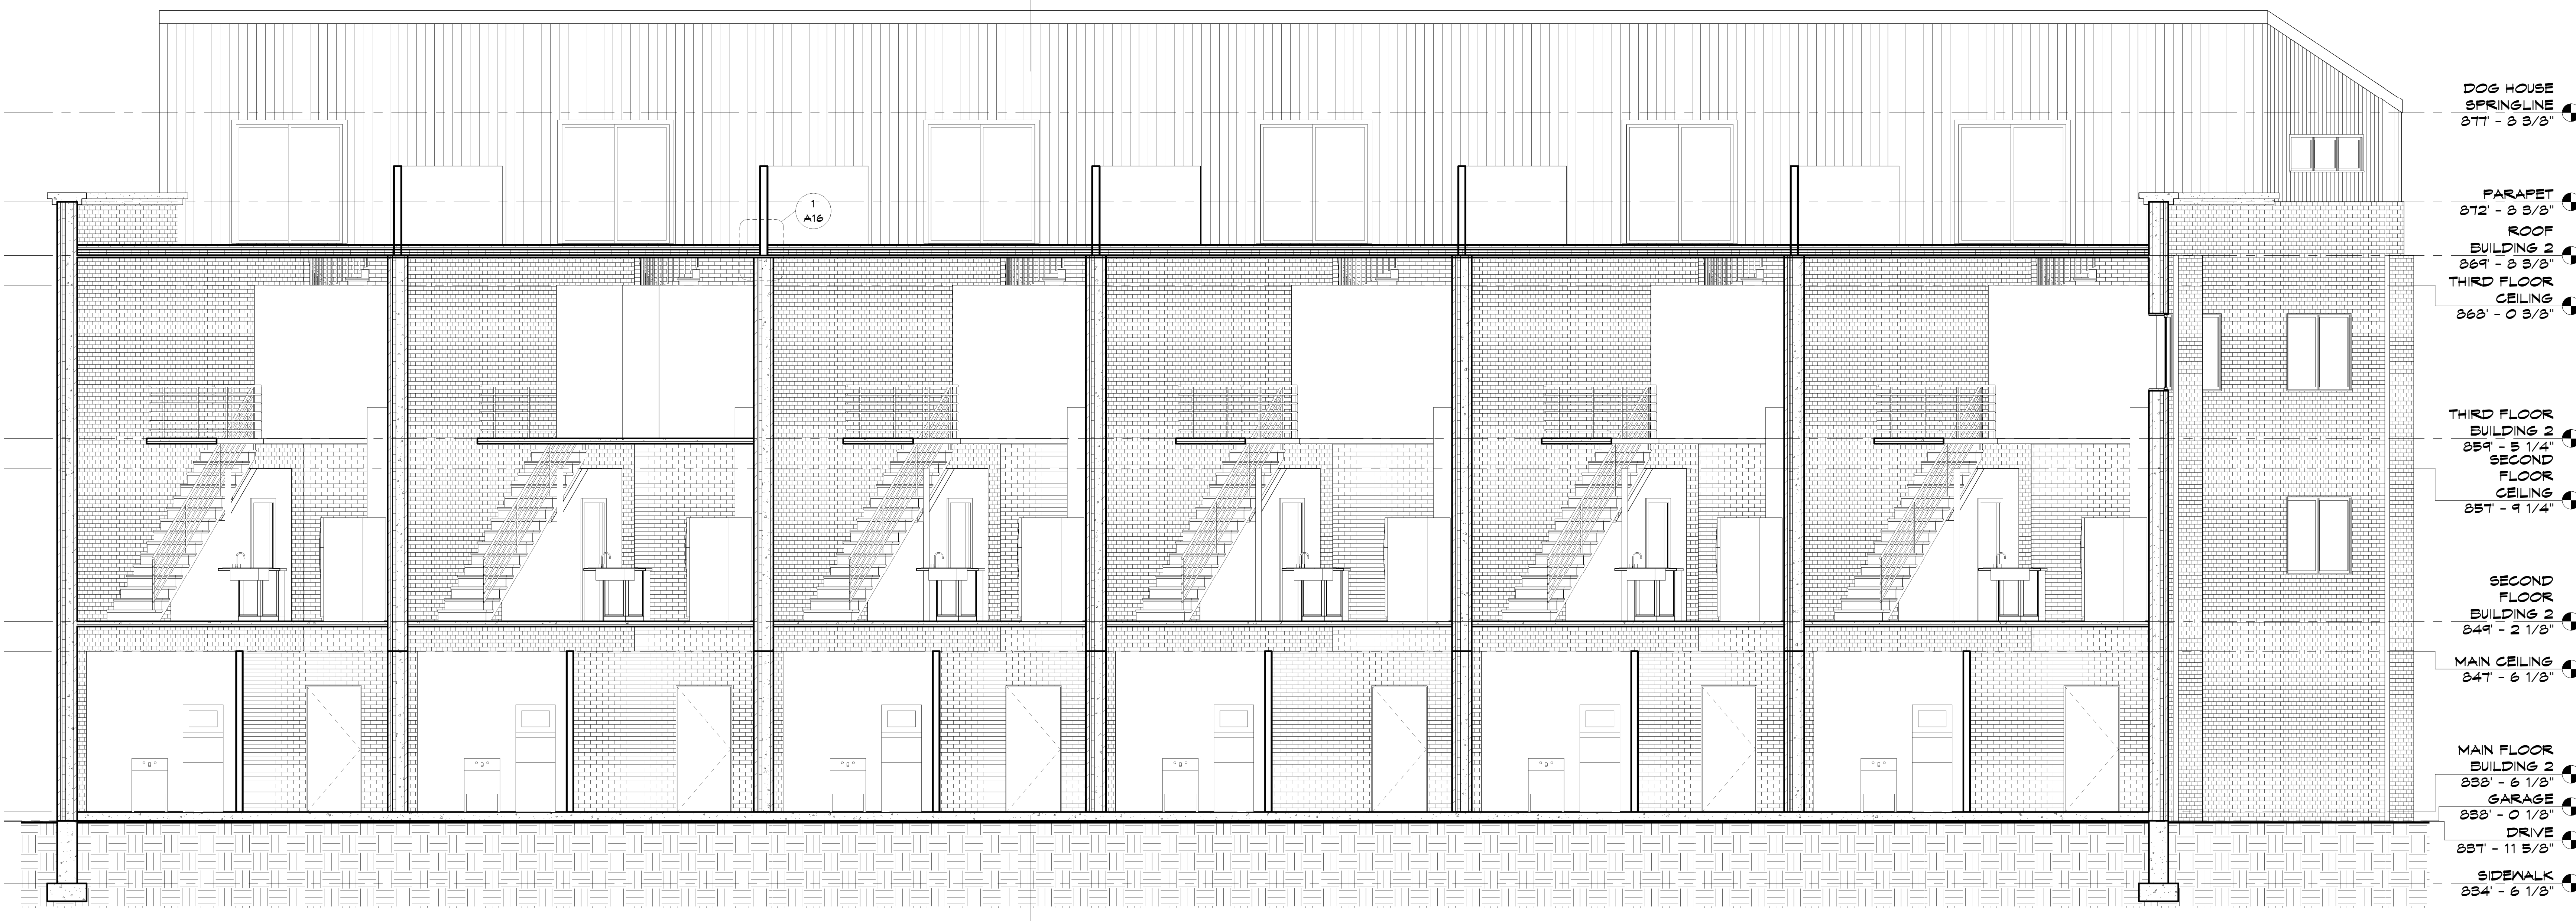 DOG HOUSE
SPRINGLINE
877' - 8 3/8"
1
A16
PARAPET
872' - 8 3/8"
ROOF
BUILDING 2
869' - 8 3/8"
THIRD FLOOR
CEILING
868' - 0 3/8"
THIRD FLOOR
BUILDING 2
859' - 5 1/4"
SECOND
FLOOR
CEILING
857' - 9 1/4"
SECOND
FLOOR
BUILDING 2
849' - 2 1/8"
MAIN CEILING
847' - 6 1/8"
MAIN FLOOR
BUILDING 2
838' - 6 1/8"
GARAGE
838' - 0 1/8"
DRIVE
837' - 11 5/8"
SIDEWALK
834' - 6 1/8"